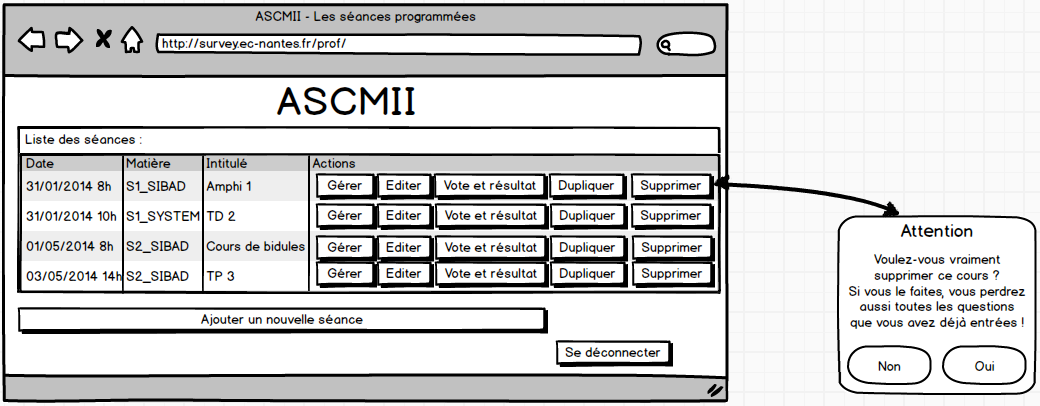 ASCMII - Les séances programmées
http://survey.ec-nantes.fr/prof/
ASCMII
Liste des séances :
Date Matière Intitulé Actions
31/01/2014 8h S1_SIBAD Amphi 1 Gérer Editer Vote et résultat Dupliquer Supprimer
31/01/2014 10h S1_SYSTEM TD 2 Gérer Editer Vote et résultat Dupliquer Supprimer
01/05/2014 8h S2_SIBAD Cours de bidules Gérer Editer Vote et résultat Dupliquer Supprimer
03/05/2014 14h S2_SIBAD TP 3 Gérer Editer Vote et résultat Dupliquer Supprimer
Ajouter un nouvelle séance
Se déconnecter
Attention
Voulez-vous vraiment
supprimer ce cours ?
Si vous le faites, vous perdrez
aussi toutes les questions
que vous avez déjà entrées !
Non Oui